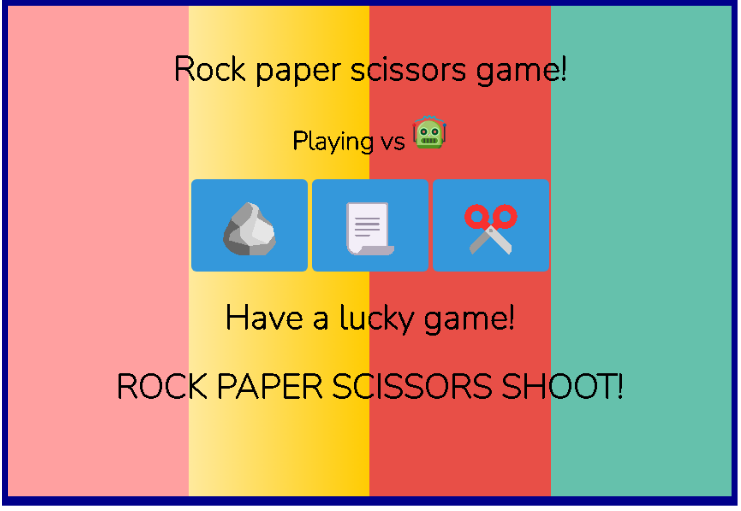 Rock paper scissors game!
Playing vs
Have a lucky game!
ROCK PAPER SCISSORS SHOOT!